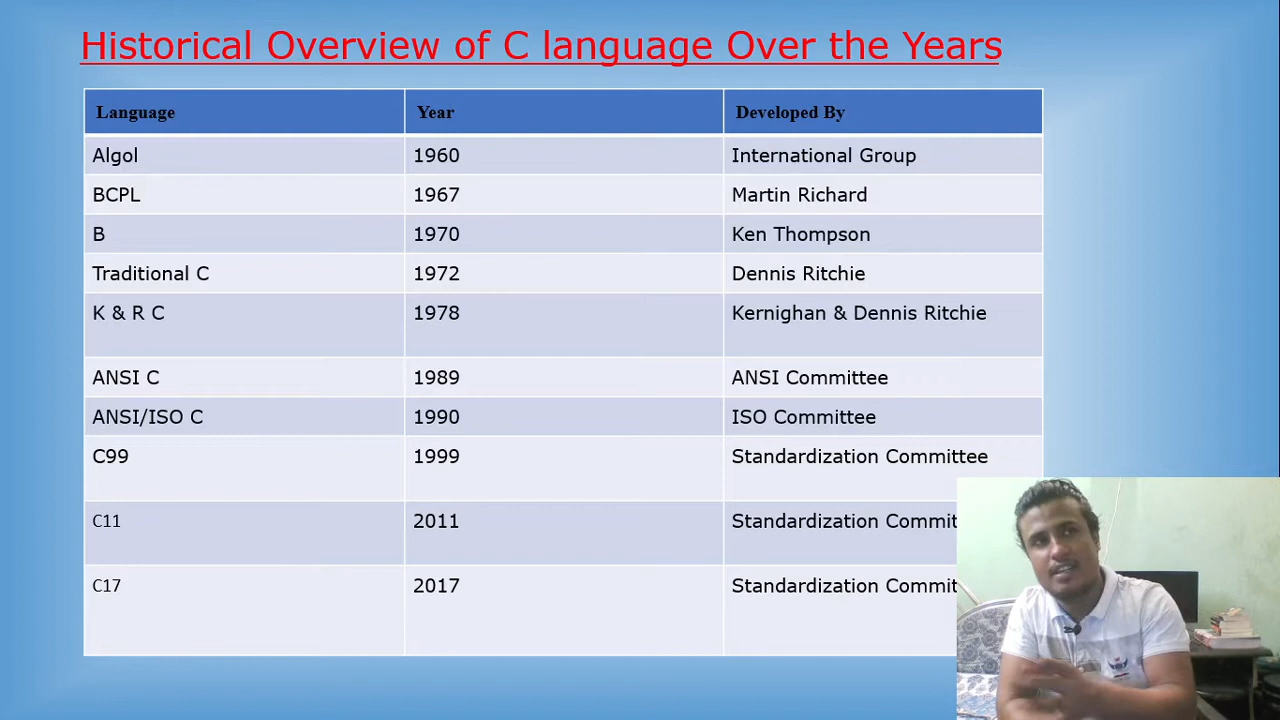 Historical Overview of C language Over the Years
Language Year Developed By
Algol 1960 International Group
BCPL 1967 Martin Richard
B 1970 Ken Thompson
Traditional C 1972 Dennis Ritchie
K & R C 1978 Kernighan & Dennis Ritchie
ANSI C 1989 ANSI Committee
ANSI/ISO C 1990 ISO Committee
C99 1999 Standardization Committee
C11 2011 Standardization Commit
C17 2017 Standardization Commit